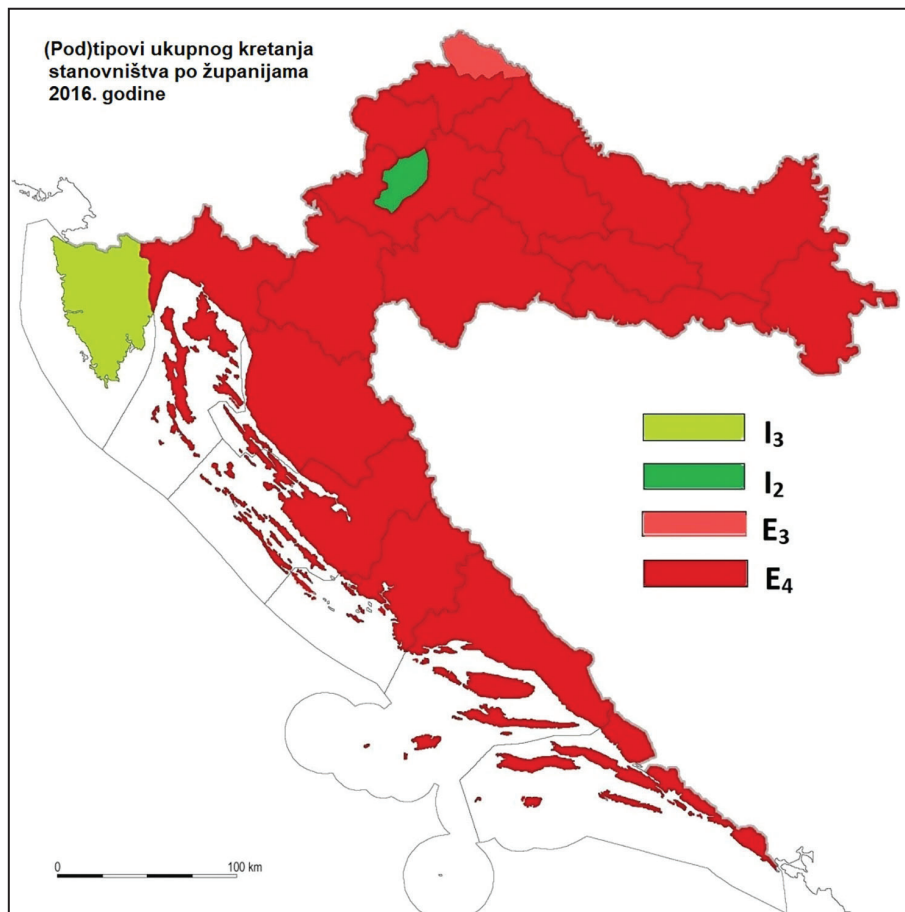 (Pod)tipovi ukupnog kretanja
stanovništva po županijama
2016. godine
I₃
I₂
E₃
E₄
0 100 km